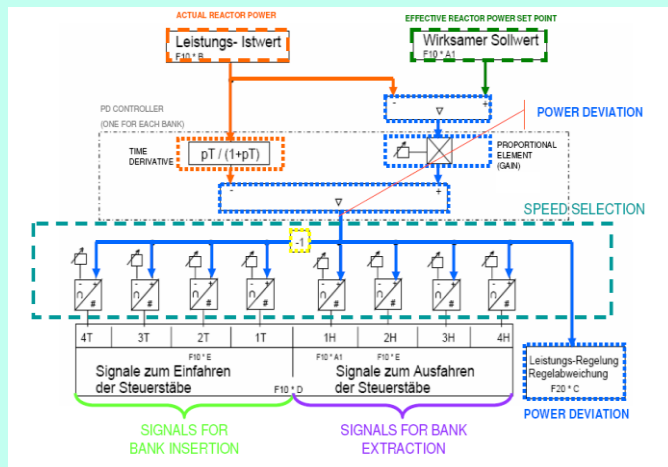 ACTUAL REACTOR POWER
EFFECTIVE REACTOR POWER SET POINT
Leistungs- Istwert
F10 * B
Wirksamer Sollwert
F10 * A1
PD CONTROLLER
(ONE FOR EACH BANK)
- +
▽
POWER DEVIATION
TIME
DERIVATIVE
pT / (1+pT)
PROPORTIONAL
ELEMENT
(GAIN)
- +
▽
SPEED SELECTION
-1
- + - + - + - + - + - + - + - +
# # # # # # # #
4T 3T 2T 1T 1H 2H 3H 4H
F10 * E F10 * A1 F10 * E
Signale zum Einfahren
der Steuerstäbe
F10 * D
Signale zum Ausfahren
der Steuerstäbe
Leistungs-Regelung
Regelabweichung
F20 * C
POWER DEVIATION
SIGNALS FOR
BANK INSERTION
SIGNALS FOR BANK
EXTRACTION